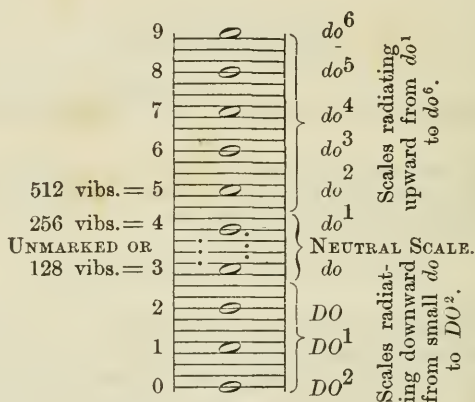 9 do⁶
8 do⁵
7 do⁴
6 do³
512 vibs.= 5 do²
256 vibs.= 4 do¹
UNMARKED OR NEUTRAL SCALE.
128 vibs.= 3 do
2 DO
1 DO¹
0 DO²
Scales radiating
upward from do¹
to do⁶.
Scales radiat-
ing downward
from small do
to DO².